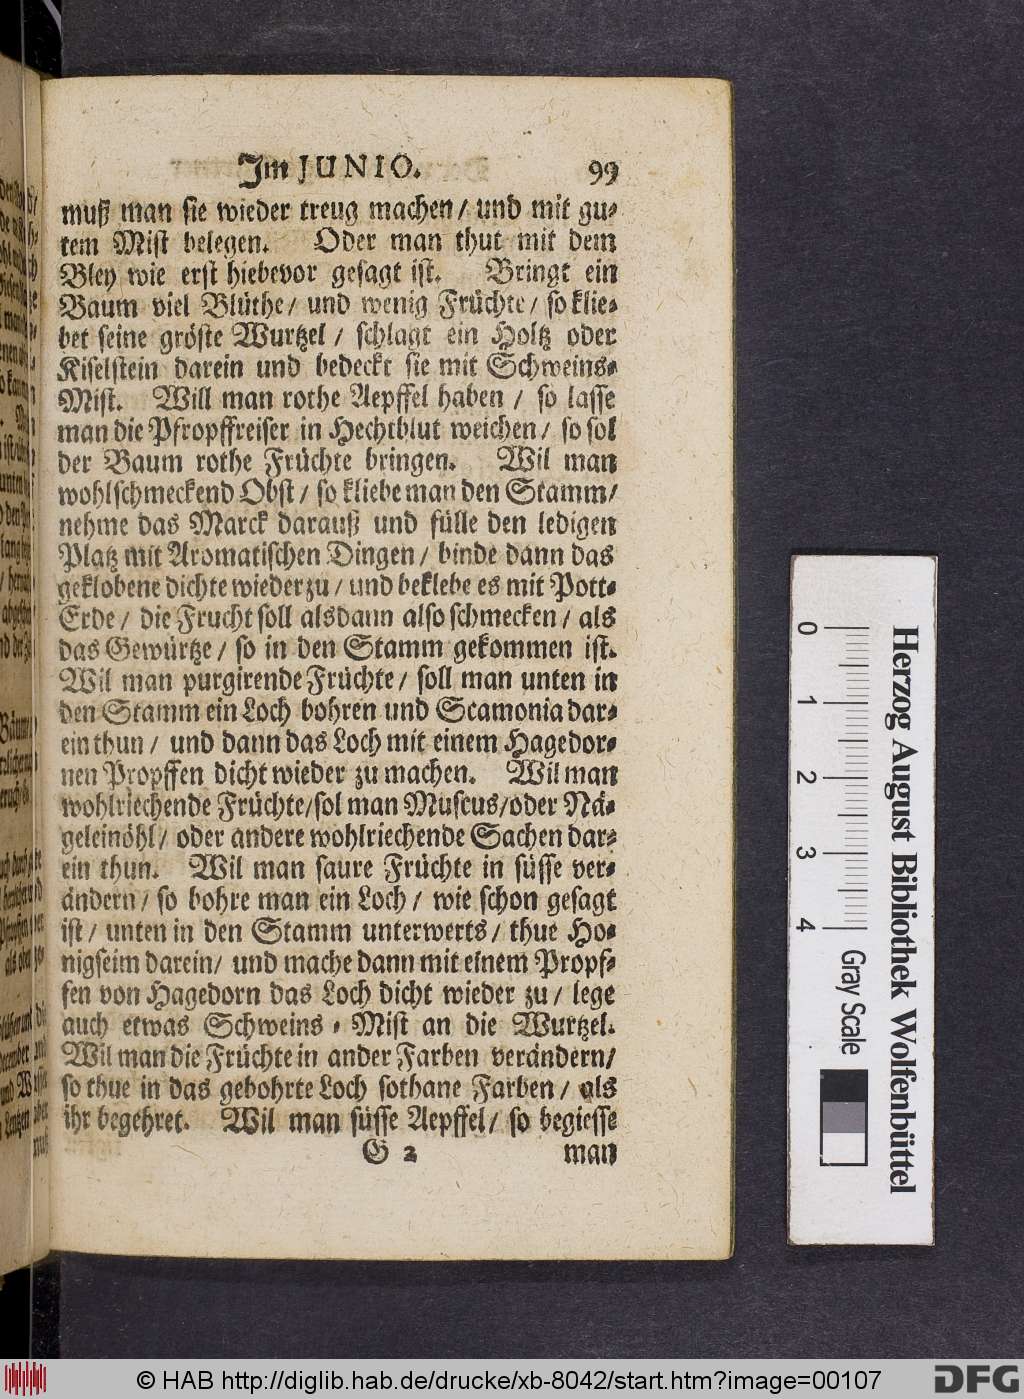 Im JUNIO. 99
muß man sie wieder treug machen / und mit gu-
tem Mist belegen. Oder man thut mit dem
Bley wie erst hiebevor gesagt ist. Bringt ein
Baum viel Blüthe / und wenig Früchte / so klie-
bet seine gröste Wurtzel / schlagt ein Holtz oder
Kiselstein darein und bedeckt sie mit Schweins-
Mist. Will man rothe Aepffel haben / so lasse
man die Pfropffreiser in Hechtblut weichen / so sol
der Baum rothe Früchte bringen. Wil man
wohlschmeckend Obst / so kliebe man den Stamm /
nehme das Marck darauß und fülle den ledigen
Platz mit Aromatischen Dingen / binde dann das
geklobene dichte wieder zu / und beklebe es mit Pott-
Erde / die Frucht soll alsdann also schmecken / als
das Gewürtze / so in den Stamm gekommen ist.
Wil man purgirende Früchte / soll man unten in
den Stamm ein Loch bohren und Scamonia dar-
ein thun / und dann das Loch mit einem Hagedor-
nen Propffen dicht wieder zu machen. Wil man
wohlriechende Früchte / sol man Muscus / oder Nä-
geleinöhl / oder andere wohlriechende Sachen dar-
ein thun. Wil man saure Früchte in süsse ver-
ändern / so bohre man ein Loch / wie schon gesagt
ist / unten in den Stamm unterwerts / thue Ho-
nigseim darein / und mache dann mit einem Propf-
fen von Hagedorn das Loch dicht wieder zu / lege
auch etwas Schweins-Mist an die Wurtzel.
Wil man die Früchte in ander Farben verändern /
so thue in das gebohrte Loch sothane Farben / als
ihr begehret. Wil man süsse Aepffel / so begiesse
G 2 man
0 1 2 3 4
Gray Scale
Herzog August Bibliothek Wolfenbüttel
© HAB http://diglib.hab.de/drucke/xb-8042/start.htm?image=00107
DFG